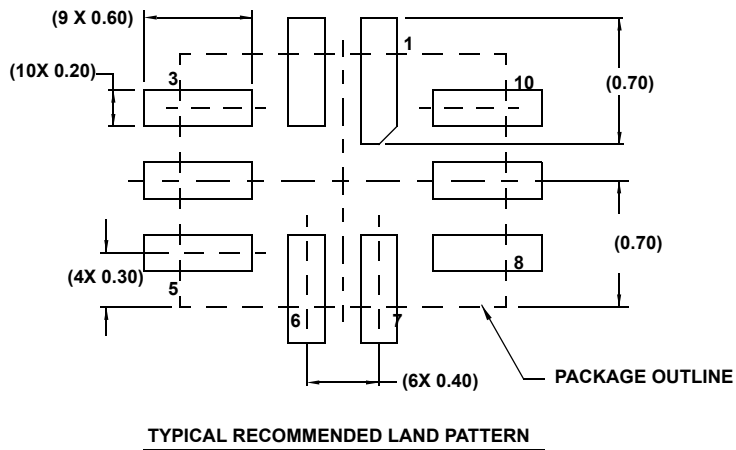 (9 X 0.60)
1
(10X 0.20)
3
10
(0.70)
(0.70)
(4X 0.30)
5
8
6
7
(6X 0.40)
PACKAGE OUTLINE
TYPICAL RECOMMENDED LAND PATTERN